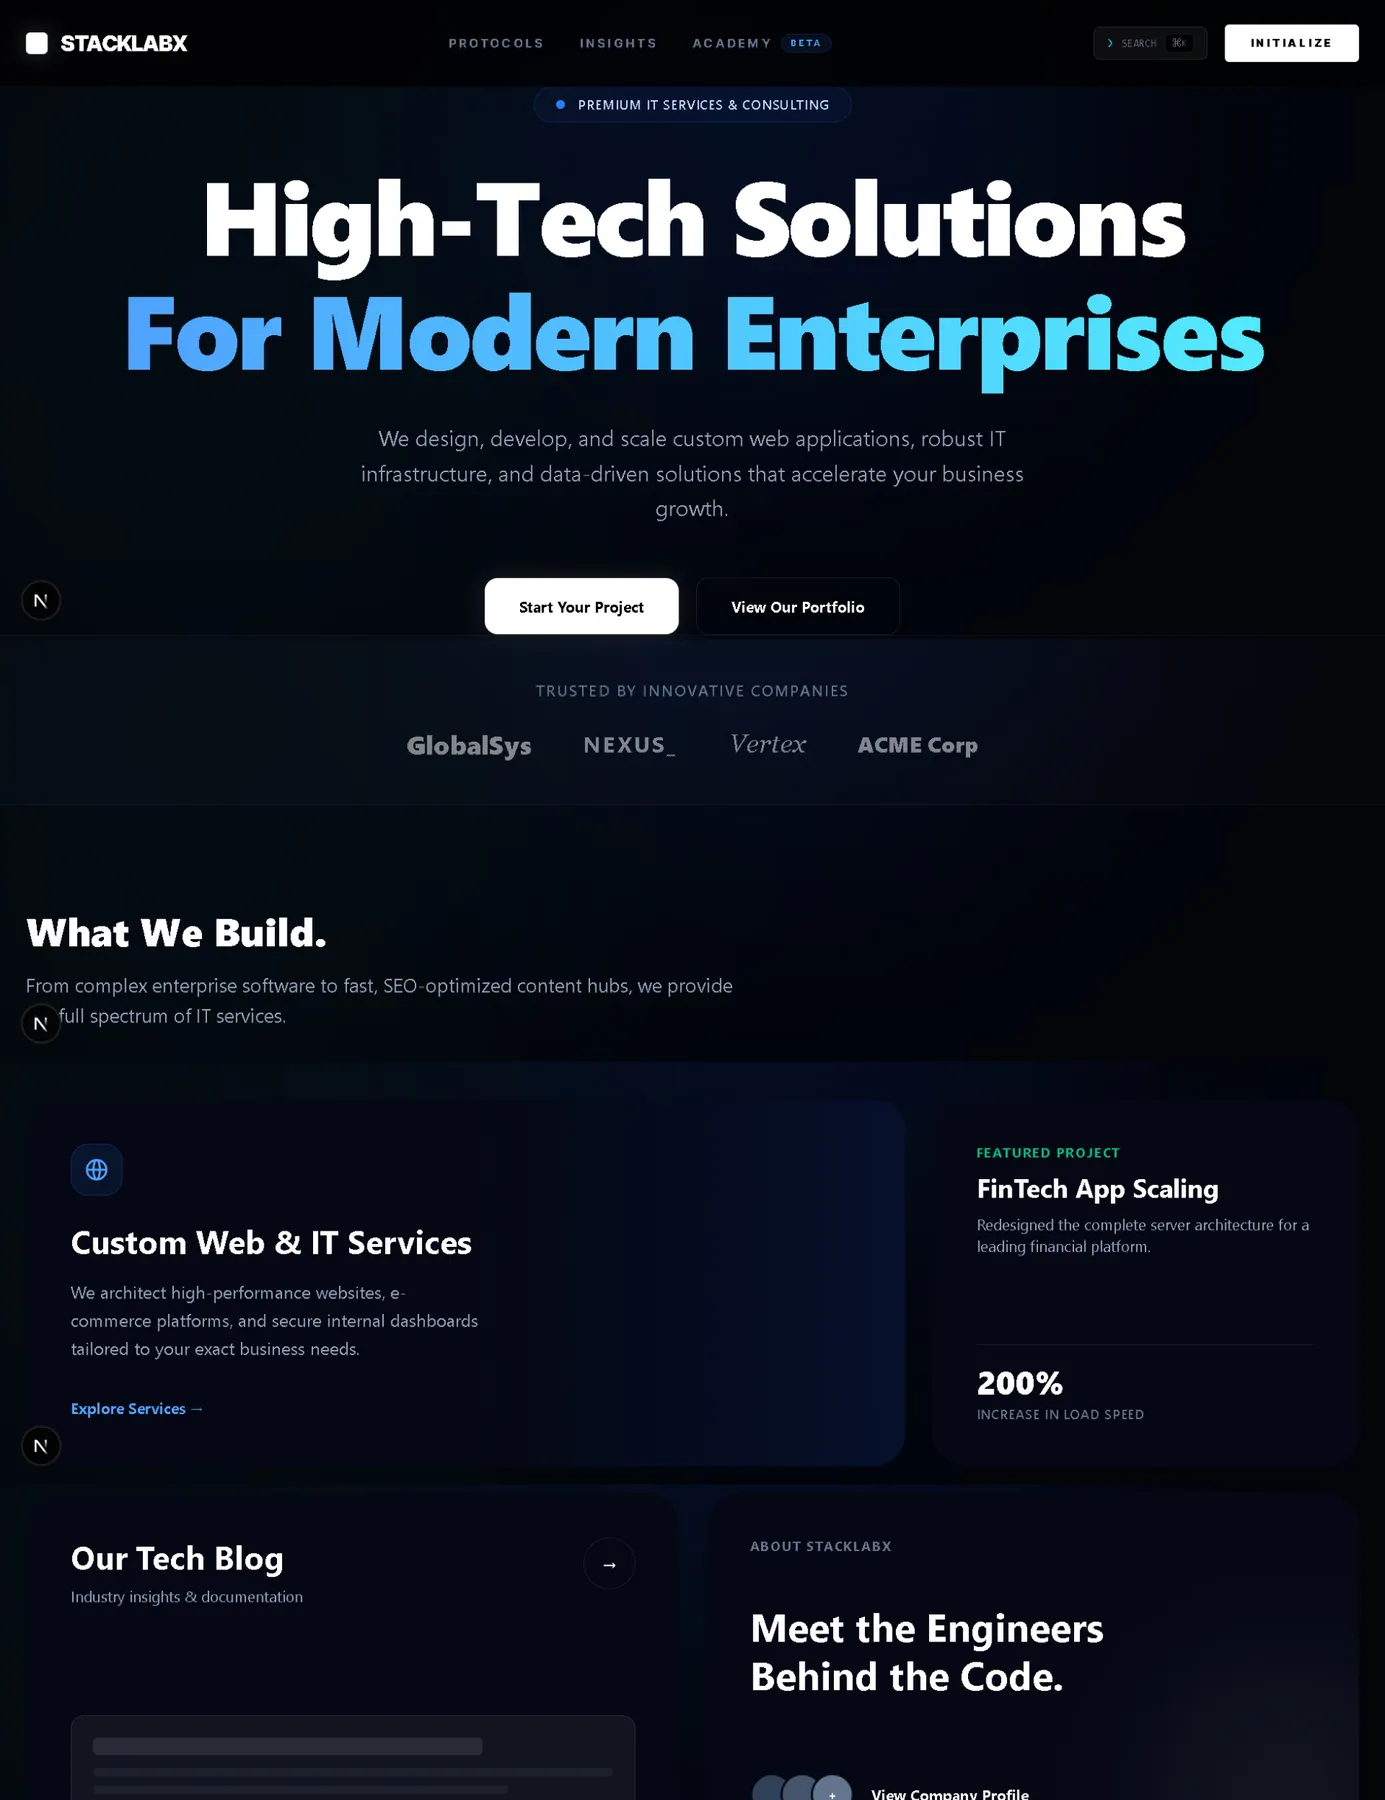 STACKLABX
PROTOCOLS INSIGHTS ACADEMY BETA
SEARCH ⌘K
INITIALIZE
PREMIUM IT SERVICES & CONSULTING
High-Tech Solutions
For Modern Enterprises
We design, develop, and scale custom web applications, robust IT
infrastructure, and data-driven solutions that accelerate your business
growth.
Start Your Project
View Our Portfolio
N
TRUSTED BY INNOVATIVE COMPANIES
GlobalSys NEXUS_ Vertex ACME Corp
What We Build.
From complex enterprise software to fast, SEO-optimized content hubs, we provide
full spectrum of IT services.
N
Custom Web & IT Services
We architect high-performance websites, e-
commerce platforms, and secure internal dashboards
tailored to your exact business needs.
Explore Services →
N
FEATURED PROJECT
FinTech App Scaling
Redesigned the complete server architecture for a
leading financial platform.
200%
INCREASE IN LOAD SPEED
Our Tech Blog
Industry insights & documentation
→
ABOUT STACKLABX
Meet the Engineers
Behind the Code.
+
View Company Profile